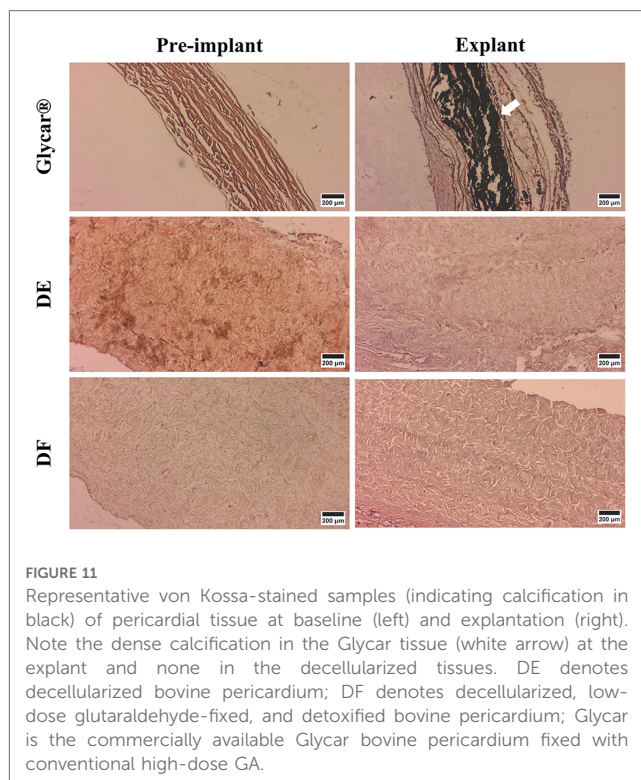 Pre-implant Explant
Glycar®
200 µm 200 µm
DE
200 µm 200 µm
DF
200 µm 200 µm
FIGURE 11
Representative von Kossa-stained samples (indicating calcification in
black) of pericardial tissue at baseline (left) and explantation (right).
Note the dense calcification in the Glycar tissue (white arrow) at the
explant and none in the decellularized tissues. DE denotes
decellularized bovine pericardium; DF denotes decellularized, low-
dose glutaraldehyde-fixed, and detoxified bovine pericardium; Glycar
is the commercially available Glycar bovine pericardium fixed with
conventional high-dose GA.